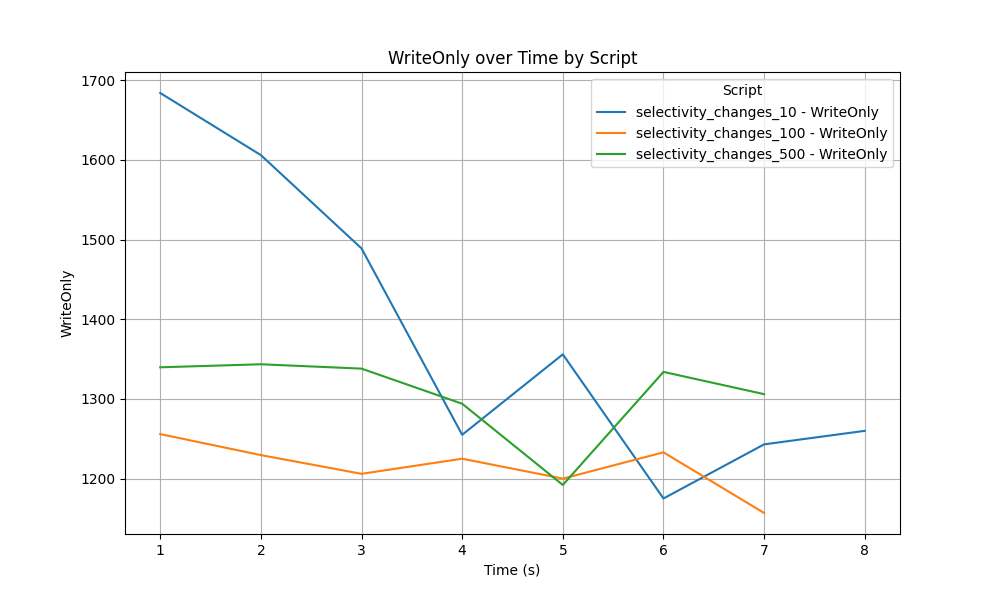 WriteOnly over Time by Script
Script
selectivity_changes_10 - WriteOnly
selectivity_changes_100 - WriteOnly
selectivity_changes_500 - WriteOnly
WriteOnly
1700
1600
1500
1400
1300
1200
1 2 3 4 5 6 7 8
Time (s)